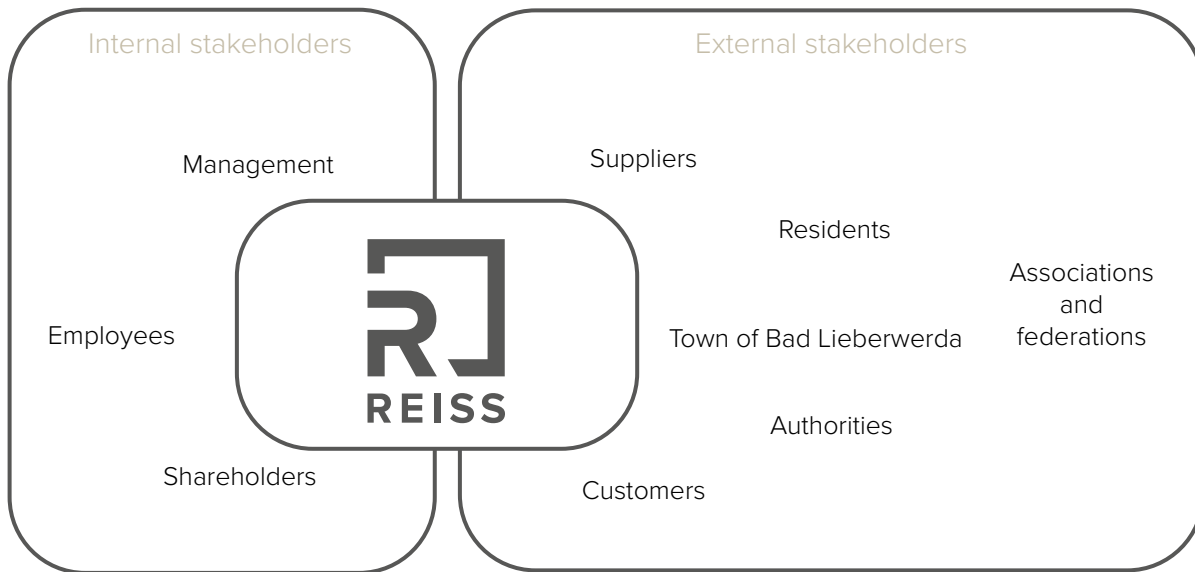 Internal stakeholders
External stakeholders
Management
Employees
Shareholders
REISS
Suppliers
Residents
Town of Bad Lieberwerda
Authorities
Customers
Associations
and
federations